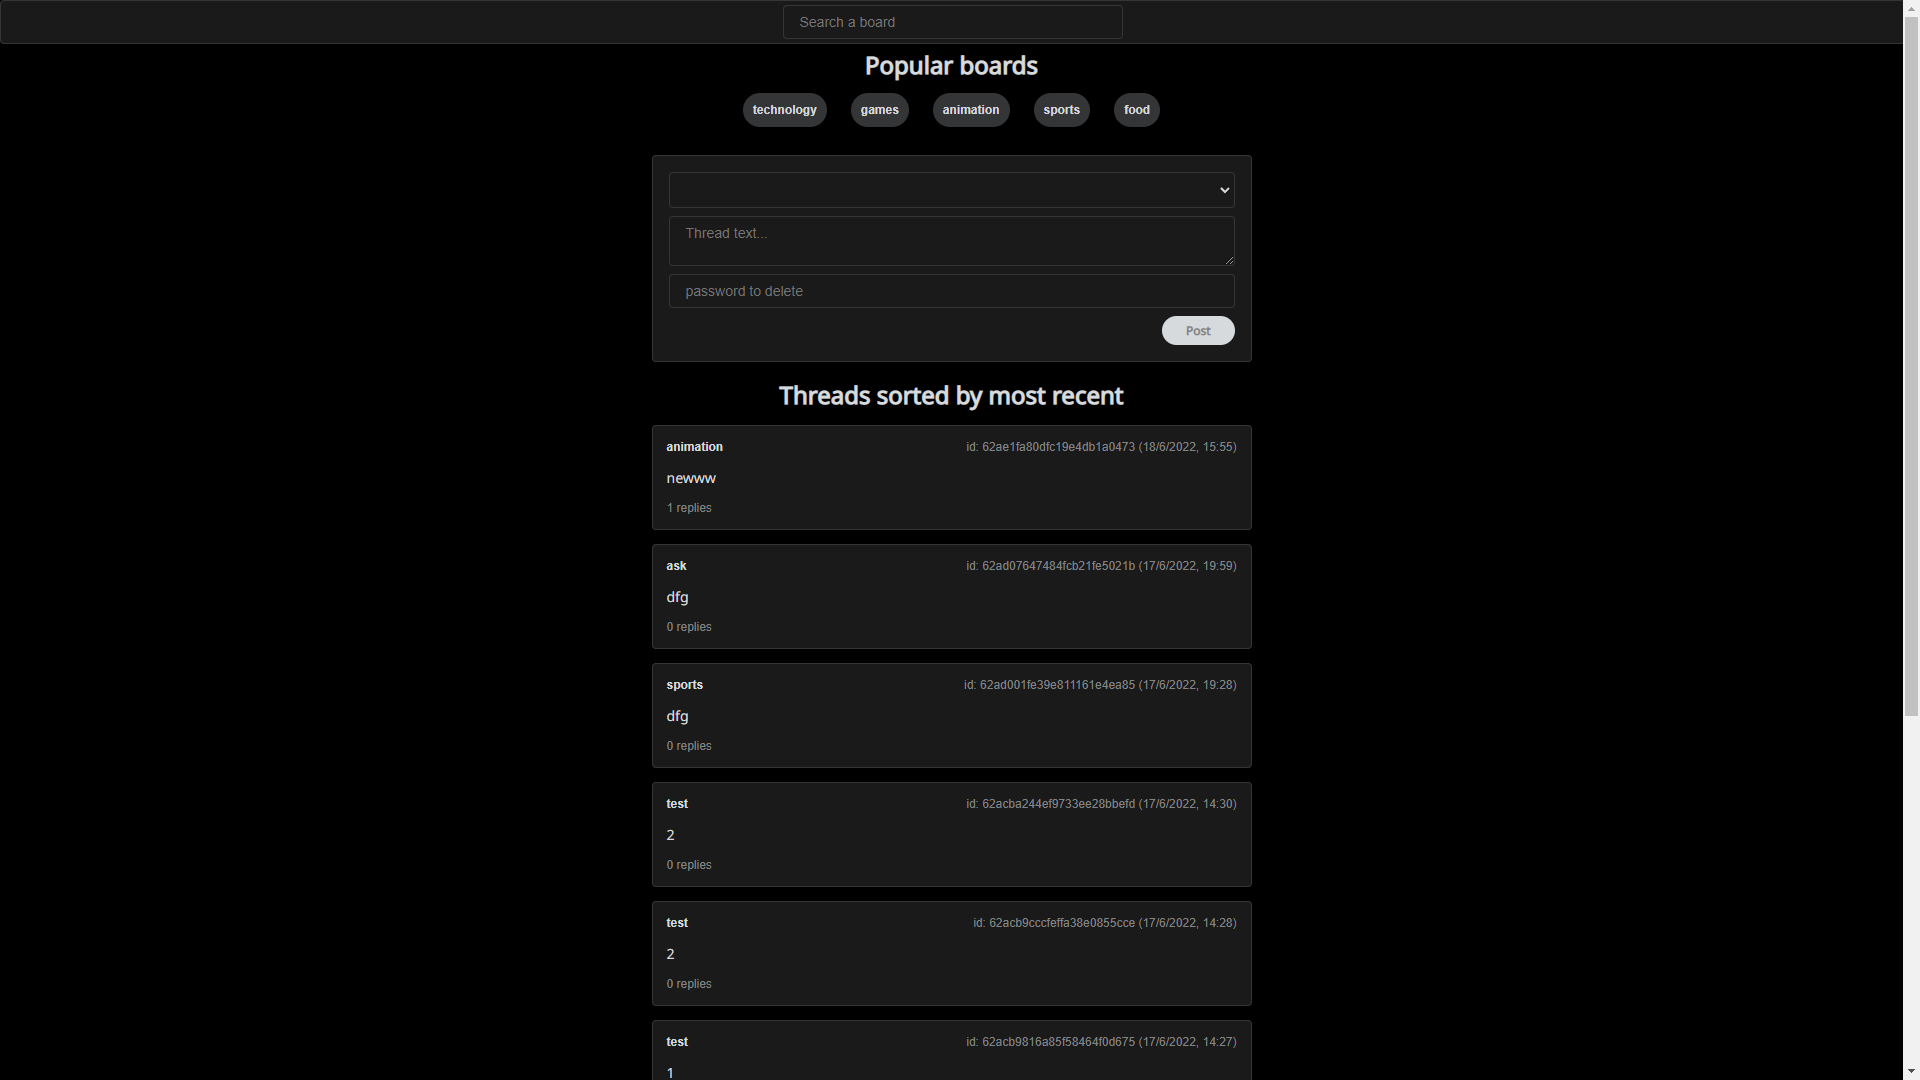 Search a board
Popular boards
technology games animation sports food
Thread text...
password to delete
Post
Threads sorted by most recent
animation id: 62ae1fa80dfc19e4db1a0473 (18/6/2022, 15:55)
newww
1 replies
ask id: 62ad07647484fcb21fe5021b (17/6/2022, 19:59)
dfg
0 replies
sports id: 62ad001fe39e811161e4ea85 (17/6/2022, 19:28)
dfg
0 replies
test id: 62acba244ef9733ee28bbefd (17/6/2022, 14:30)
2
0 replies
test id: 62acb9cccfeffa38e0855cce (17/6/2022, 14:28)
2
0 replies
test id: 62acb9816a85f58464f0d675 (17/6/2022, 14:27)
1